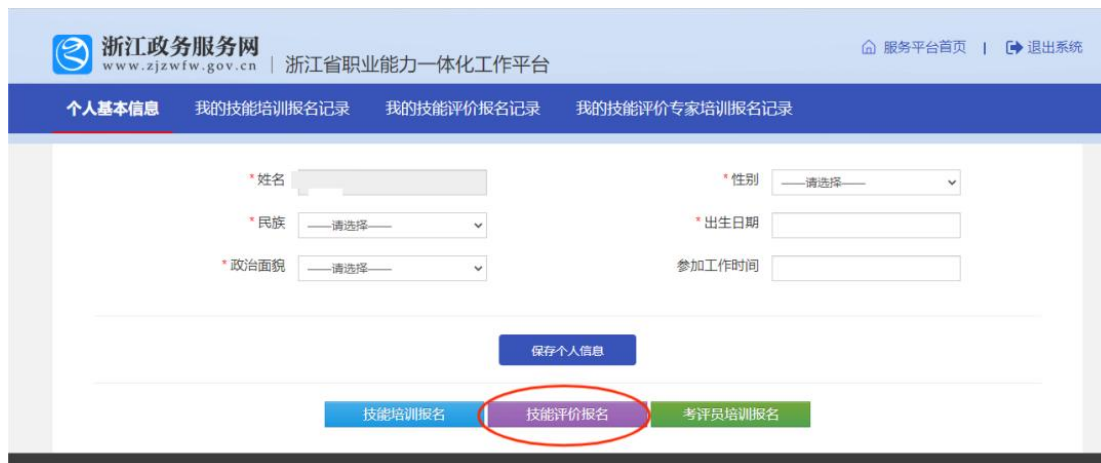 浙江政务服务网
www.zjzwfw.gov.cn
浙江省职业能力一体化工作平台
服务平台首页 | 退出系统
个人基本信息 我的技能培训报名记录 我的技能评价报名记录 我的技能评价专家培训报名记录
*姓名 *性别 ——请选择——
*民族 ——请选择—— *出生日期
*政治面貌 ——请选择—— 参加工作时间
保存个人信息
技能培训报名 技能评价报名 考评员培训报名